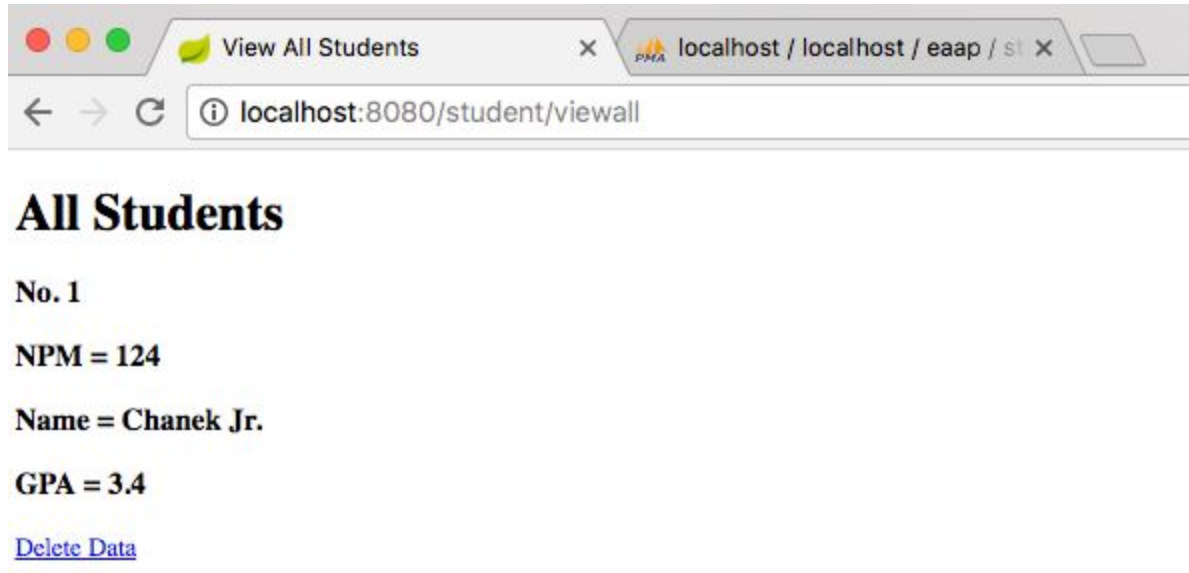 View All Students
PMA localhost / localhost / eaap / st
localhost:8080/student/viewall
All Students
No. 1
NPM = 124
Name = Chanek Jr.
GPA = 3.4
Delete Data